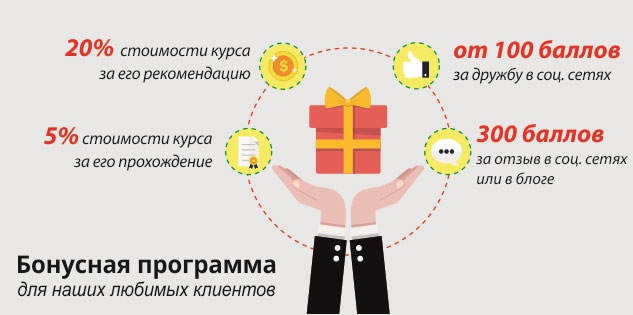 20% стоимости курса
за его рекомендацию
от 100 баллов
за дружбу в соц. сетях
5% стоимости курса
за его прохождение
300 баллов
за отзыв в соц. сетях
или в блоге
Бонусная программа
для наших любимых клиентов